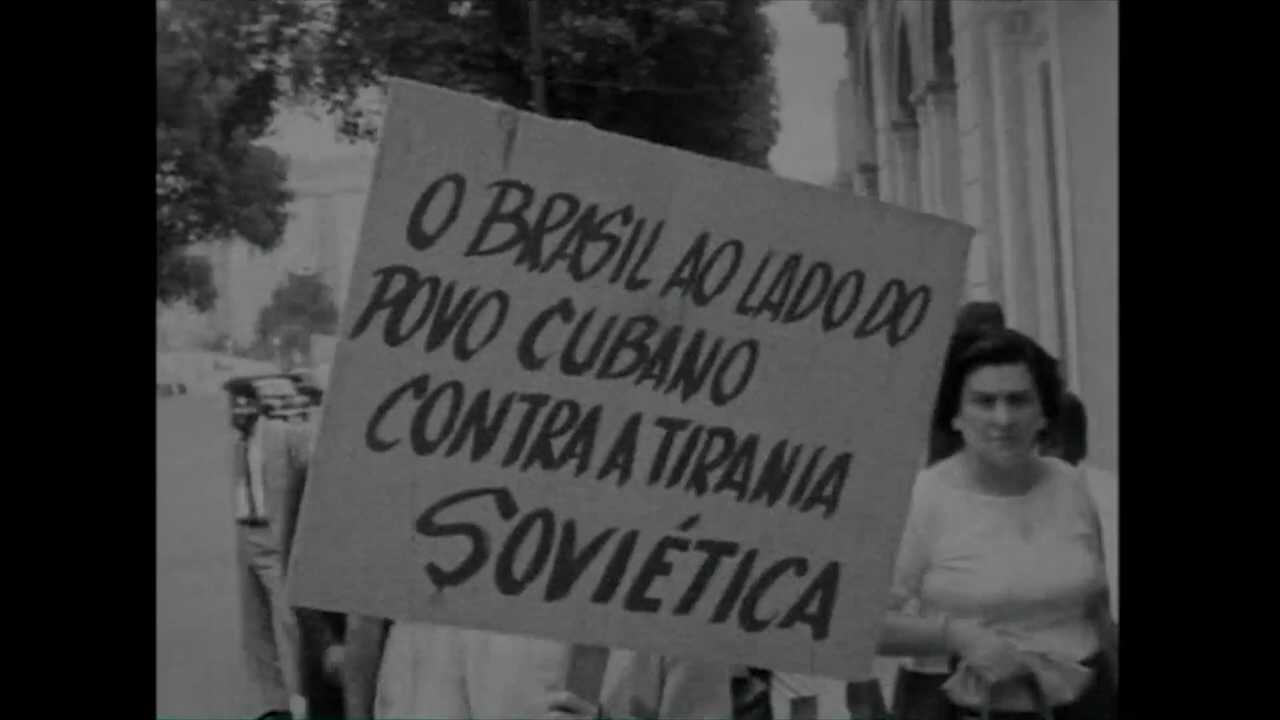 O BRASIL AO LADO DO
POVO CUBANO
CONTRA A TIRANIA
SOVIÉTICA